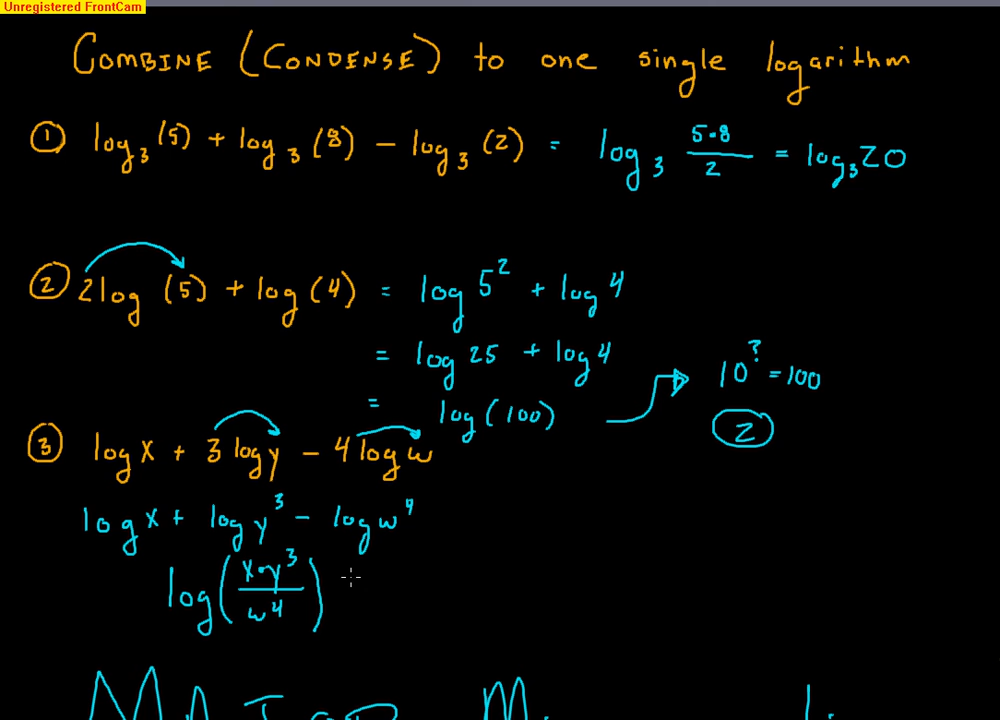 Unregistered FrontCam
COMBINE (CONDENSE) to one single logarithm
① log₃(5) + log₃(8) − log₃(2) = log₃ 5·8/2 = log₃20
② 2log(5) + log(4) = log 5² + log 4
= log 25 + log 4
= log(100) → 10^? = 100
2
③ log x + 3 log y − 4 log w
log x + log y³ − log w⁴
log(x·y³/w⁴)